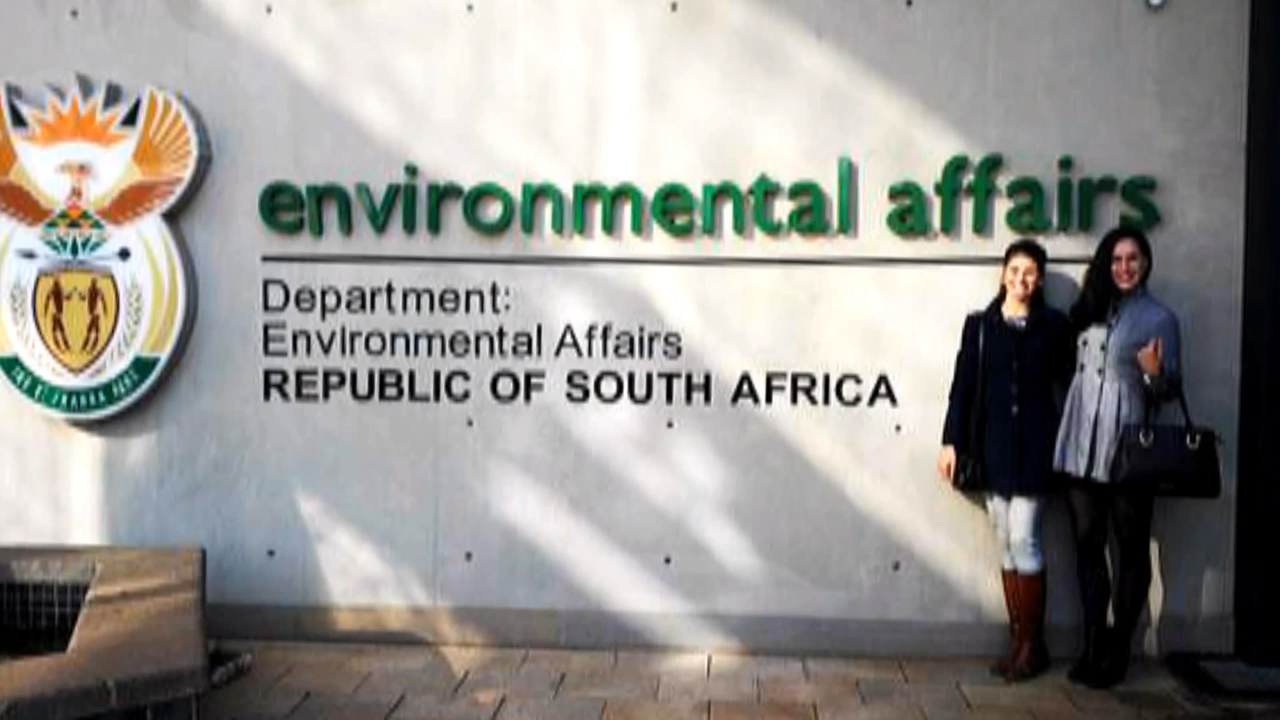 environmental affairs
Department:
Environmental Affairs
REPUBLIC OF SOUTH AFRICA